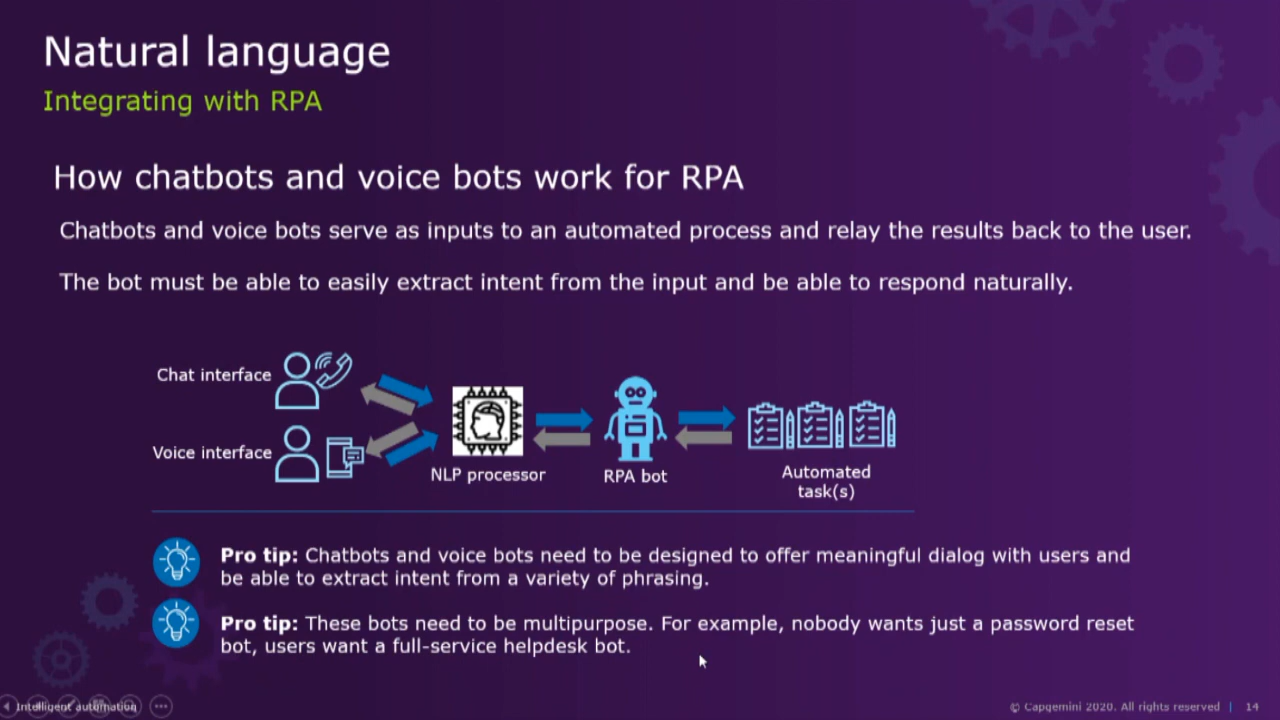 Natural language
Integrating with RPA
How chatbots and voice bots work for RPA
Chatbots and voice bots serve as inputs to an automated process and relay the results back to the user.
The bot must be able to easily extract intent from the input and be able to respond naturally.
Chat interface
Voice interface
NLP processor
RPA bot
Automated
task(s)
Pro tip: Chatbots and voice bots need to be designed to offer meaningful dialog with users and
be able to extract intent from a variety of phrasing.
Pro tip: These bots need to be multipurpose. For example, nobody wants just a password reset
bot, users want a full-service helpdesk bot.
Intelligent automation
© Capgemini 2020. All rights reserved | 14